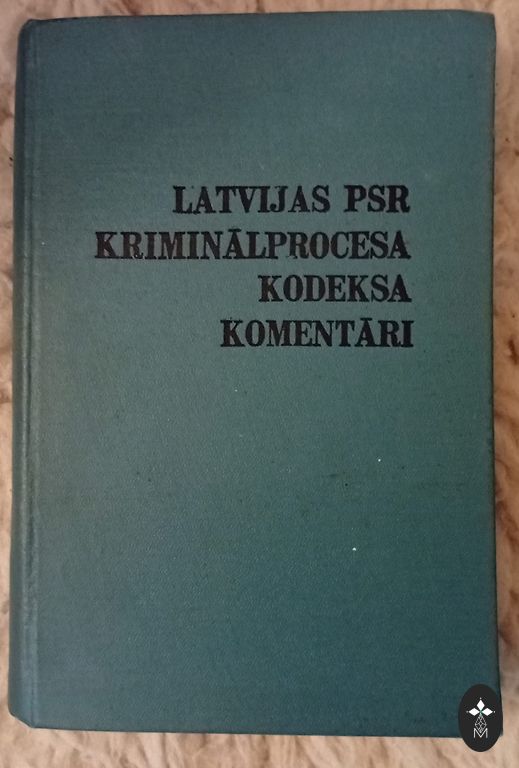 LATVIJAS PSR
KRIMINĀLPROCESA
KODEKSA
KOMENTĀRI
M